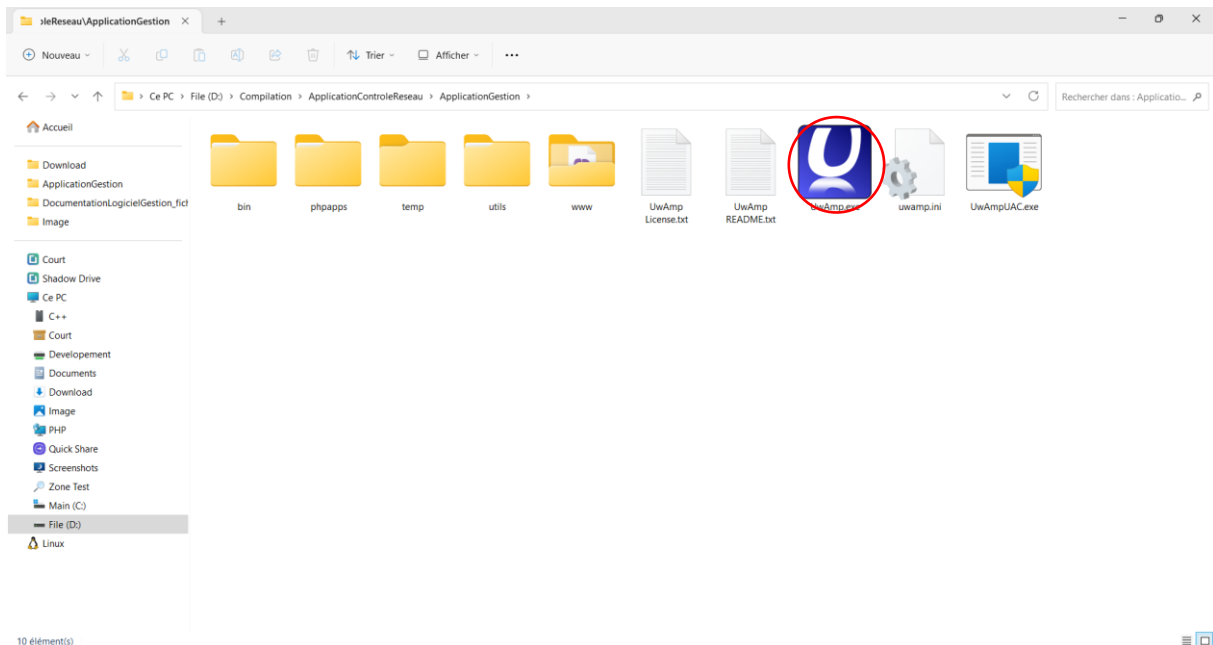 ɔleReseau\ApplicationGestion
Nouveau
Trier
Afficher
Ce PC > File (D:) > Compilation > ApplicationControleReseau > ApplicationGestion >
Rechercher dans : Applicatio...
Accueil
Download
ApplicationGestion
DocumentationLogicielGestion_fich
Image
Court
Shadow Drive
Ce PC
C++
Court
Developement
Documents
Download
Image
PHP
Quick Share
Screenshots
Zone Test
Main (C:)
File (D:)
Linux
bin
phpapps
temp
utils
www
UwAmp
License.txt
UwAmp
README.txt
UwAmp.exe
uwamp.ini
UwAmpUAC.exe
10 élément(s)